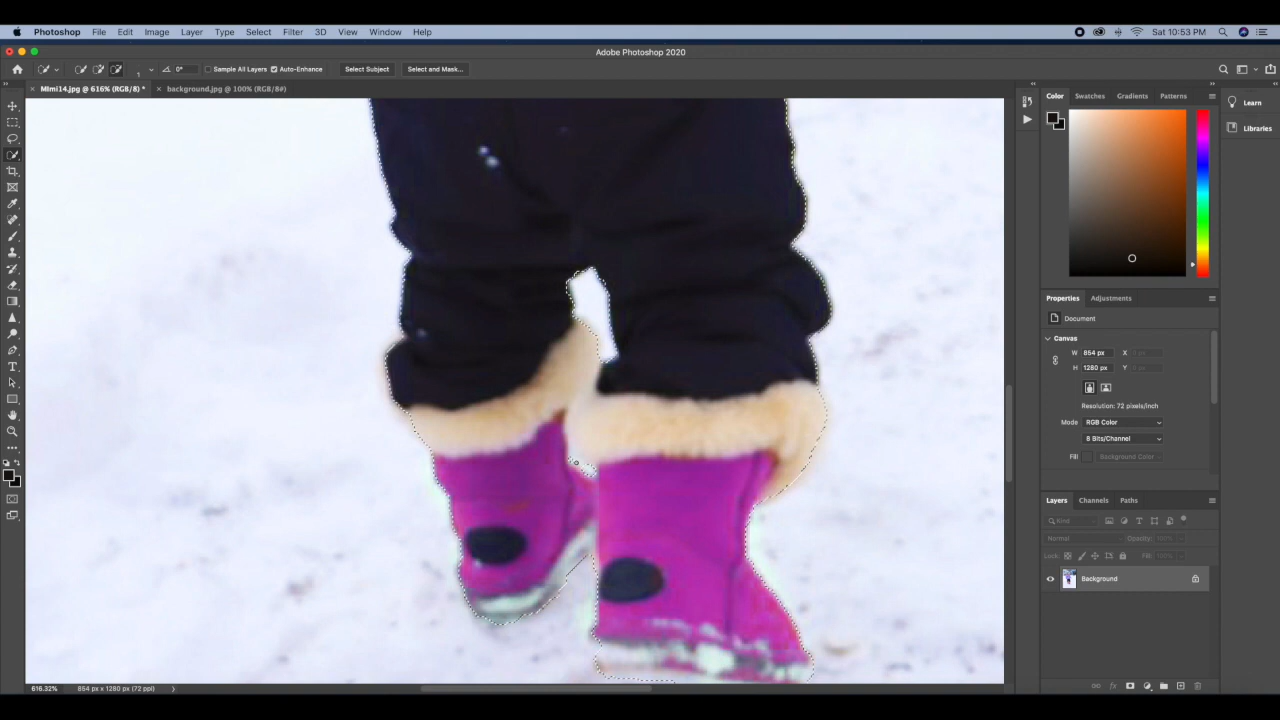 Photoshop File Edit Image Layer Type Select Filter 3D View Window Help Sat 10:53 PM
Adobe Photoshop 2020
1 0° Sample All Layers Auto-Enhance Select Subject Select and Mask...
Mimi14.jpg @ 616% (RGB/8) * background.jpg @ 100% (RGB/8#)
Color Swatches Gradients Patterns
Learn
Libraries
Properties Adjustments
Document
Canvas
W 854 px X
H 1280 px Y
Resolution: 72 pixels/inch
Mode RGB Color
8 Bits/Channel
Fill Background Color
Layers Channels Paths
Kind
Normal Opacity: 100%
Lock: Fill: 100%
Background
616.32% 854 px x 1280 px (72 ppi)